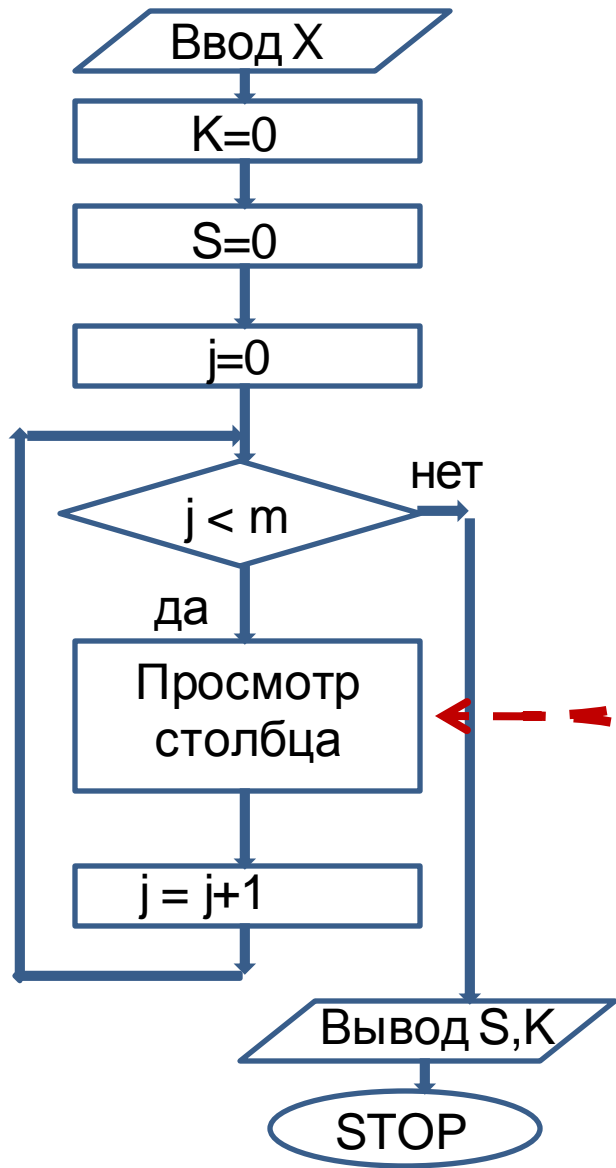 Ввод X
K=0
S=0
j=0
нет
j < m
да
Просмотр
столбца
j = j+1
Вывод S,K
STOP